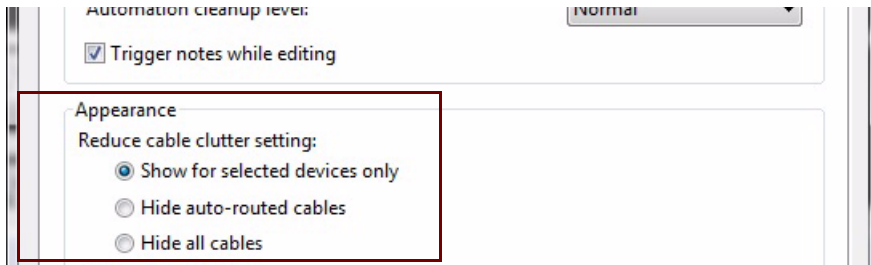 Automation cleanup level:
Normal
Trigger notes while editing
Appearance
Reduce cable clutter setting:
Show for selected devices only
Hide auto-routed cables
Hide all cables